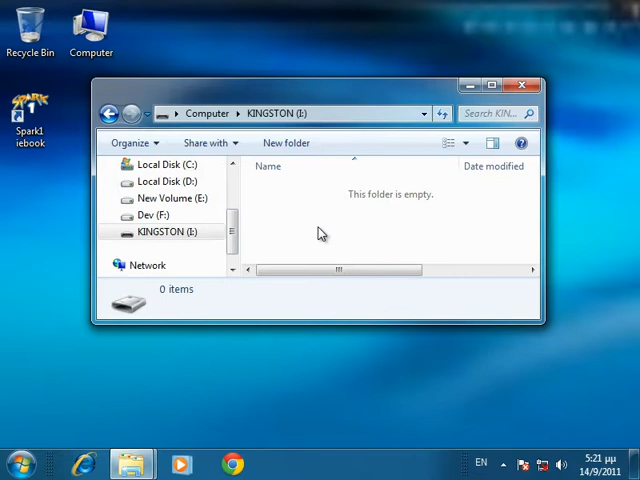 Recycle Bin
Computer
SPARK
1
Spark1
iebook
Computer
KINGSTON (I:)
Search KIN...
Organize
Share with
New folder
Local Disk (C:)
Local Disk (D:)
New Volume (E:)
Dev (F:)
KINGSTON (I:)
Network
Name
Date modified
This folder is empty.
0 items
EN
5:21 μμ
14/9/2011